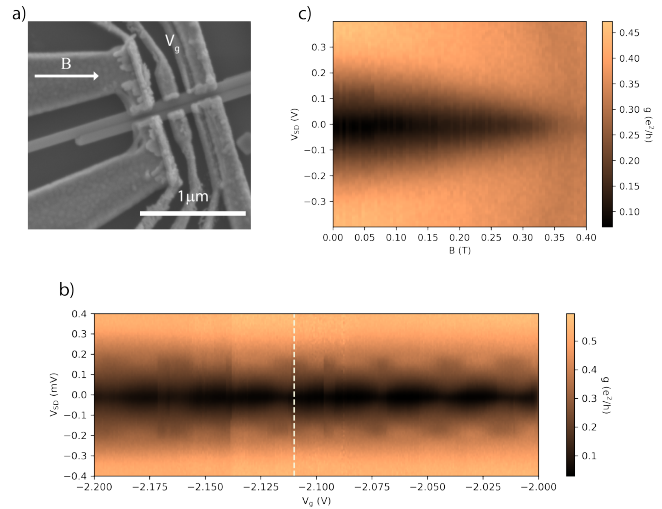 a)
V_g
B
1μm
c)
0.3
0.2
0.1
0.0
−0.1
−0.2
−0.3
V_SD (V)
0.00 0.05 0.10 0.15 0.20 0.25 0.30 0.35 0.40
B (T)
0.45
0.40
0.35
0.30
0.25
0.20
0.15
0.10
g (e²/h)
b)
0.4
0.3
0.2
0.1
0.0
−0.1
−0.2
−0.3
−0.4
V_SD (mV)
−2.200 −2.175 −2.150 −2.125 −2.100 −2.075 −2.050 −2.025 −2.000
V_g (V)
0.5
0.4
0.3
0.2
0.1
g (e²/h)